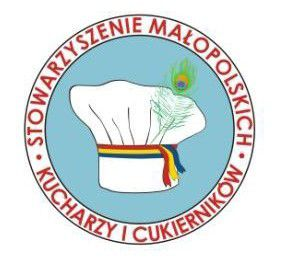 • STOWARZYSZENIE MAŁOPOLSKICH •
KUCHARZY I CUKIERNIKÓW